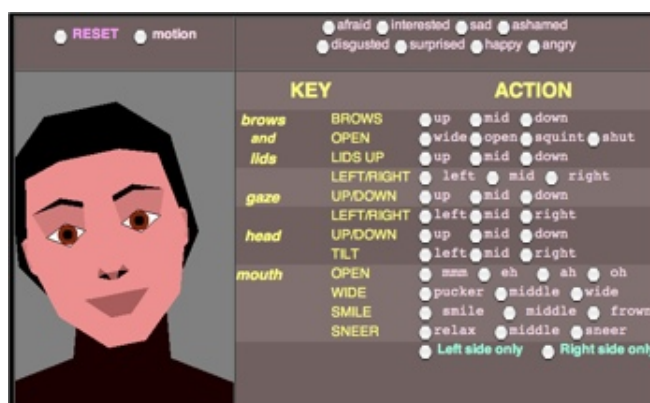 RESET motion
afraid interested sad ashamed
disgusted surprised happy angry
KEY ACTION
brows BROWS up mid down
and OPEN wide open squint shut
lids LIDS UP up mid down
LEFT/RIGHT left mid right
gaze UP/DOWN up mid down
LEFT/RIGHT left mid right
head UP/DOWN up mid down
TILT left mid right
mouth OPEN mmm eh ah oh
WIDE pucker middle wide
SMILE smile middle frown
SNEER relax middle sneer
Left side only Right side only